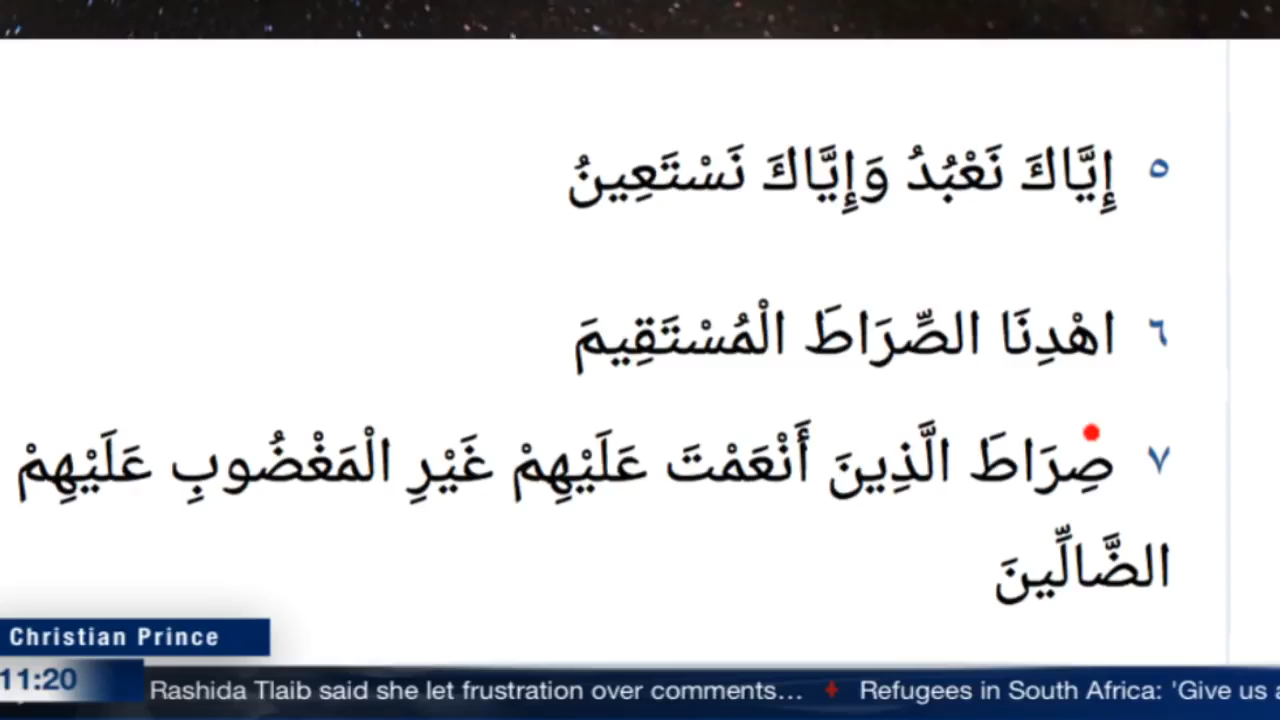 ٥ إِيَّاكَ نَعْبُدُ وَإِيَّاكَ نَسْتَعِينُ
٦ اهْدِنَا الصِّرَاطَ الْمُسْتَقِيمَ
٧ صِرَاطَ الَّذِينَ أَنْعَمْتَ عَلَيْهِمْ غَيْرِ الْمَغْضُوبِ عَلَيْهِمْ
الضَّالِّينَ
Christian Prince
11:20
Rashida Tlaib said she let frustration over comments... Refugees in South Africa: 'Give us a